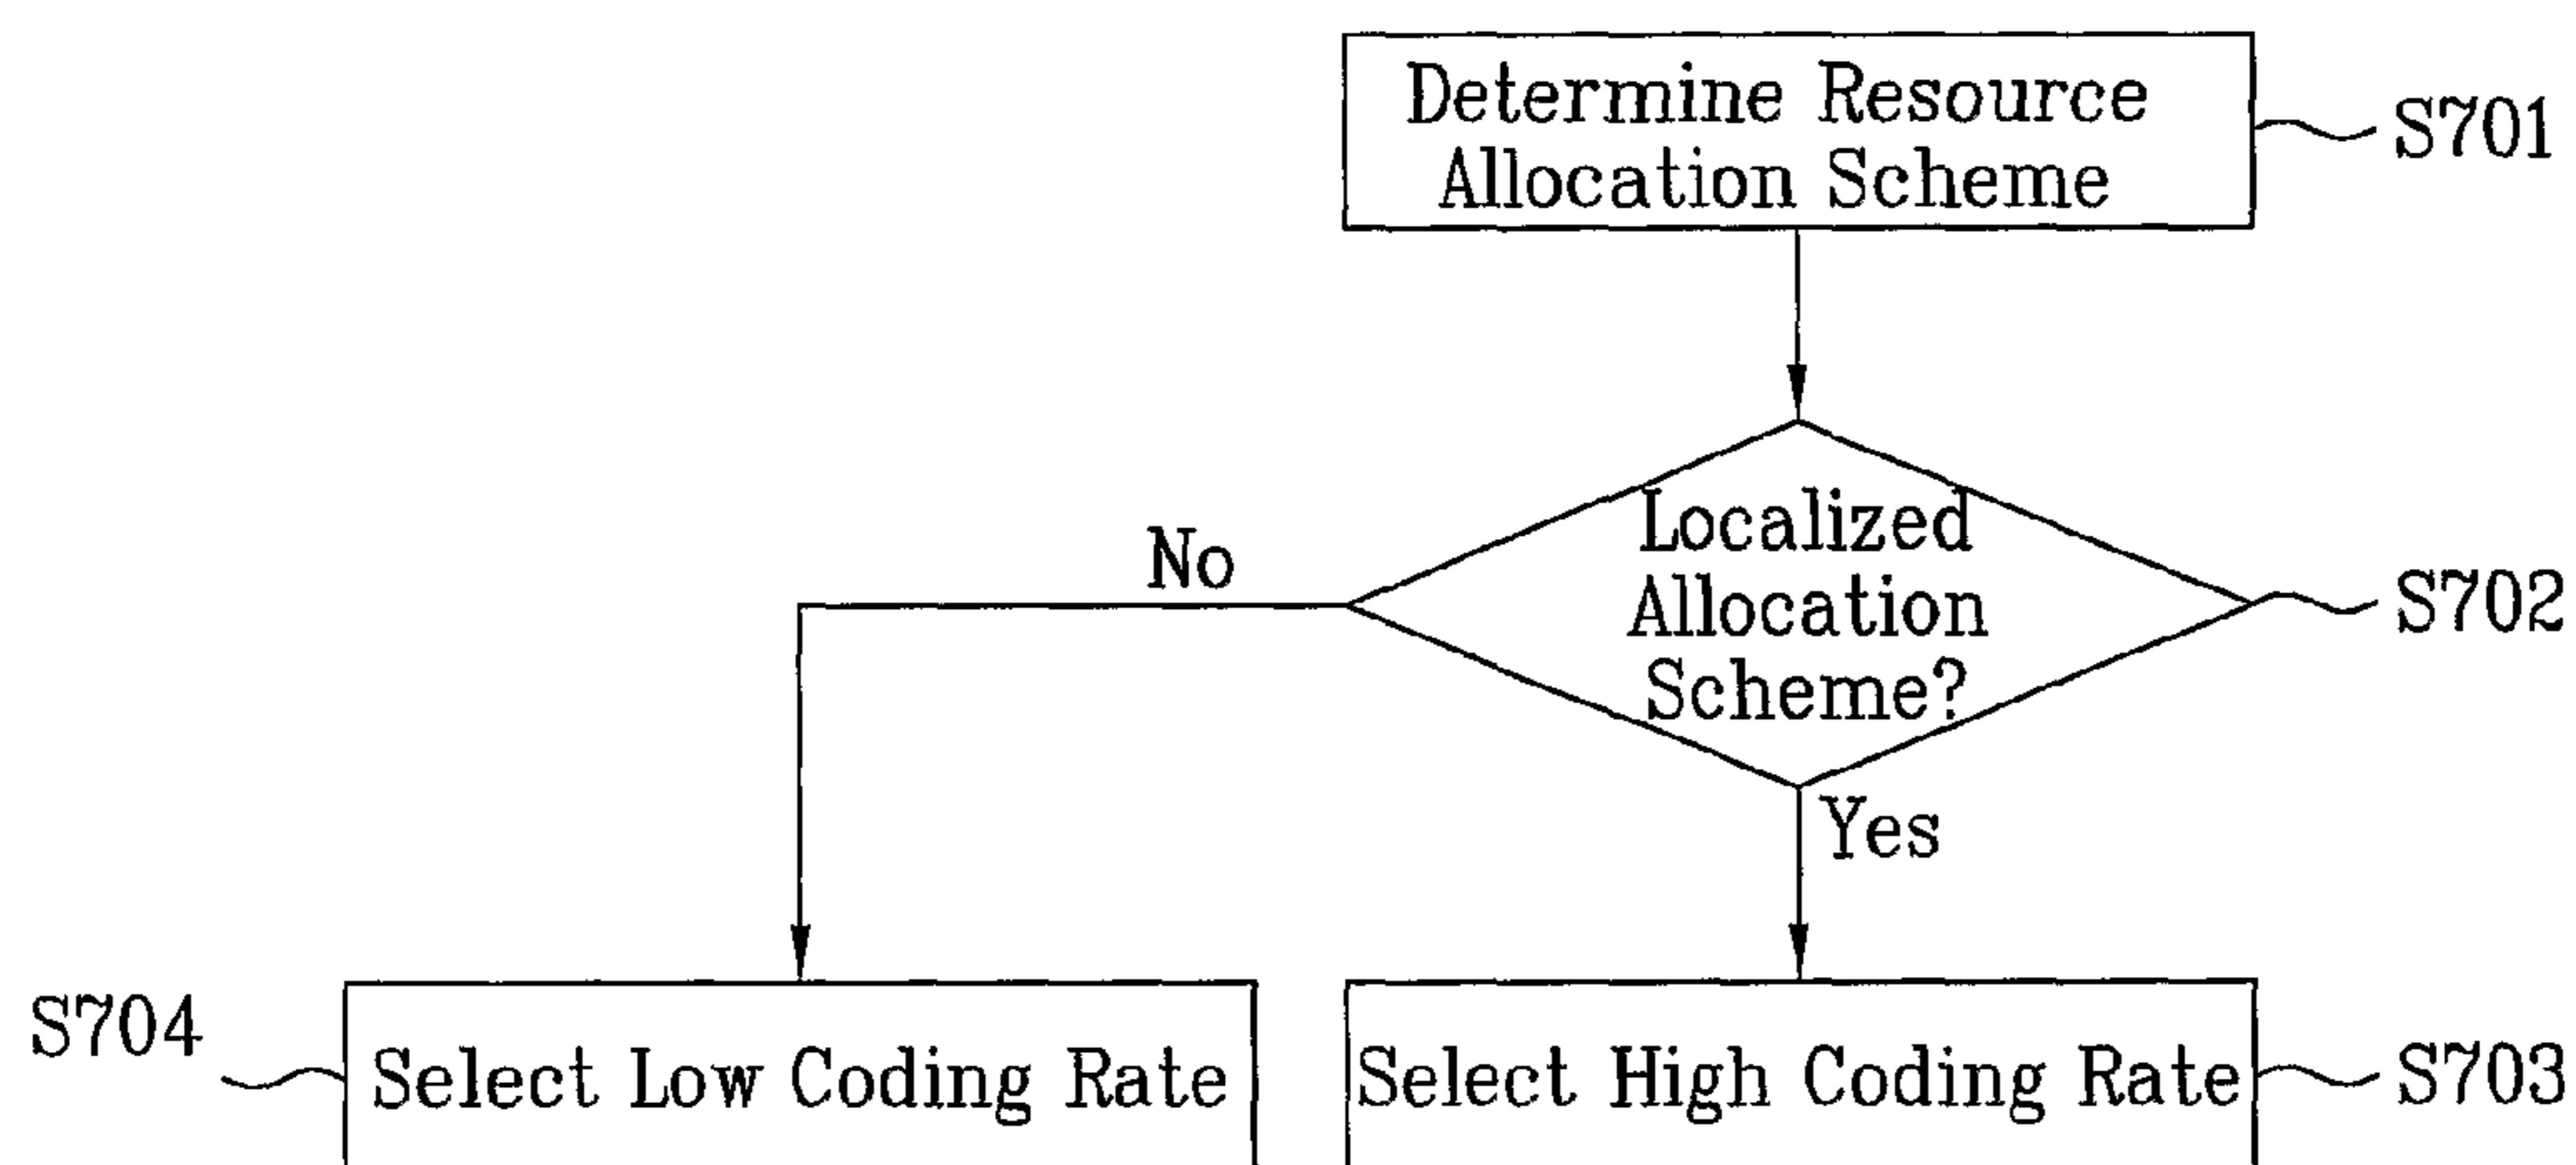 Determine Resource
Allocation Scheme
S701
Localized
Allocation
Scheme?
S702
No
Yes
S704
Select Low Coding Rate
Select High Coding Rate
S703